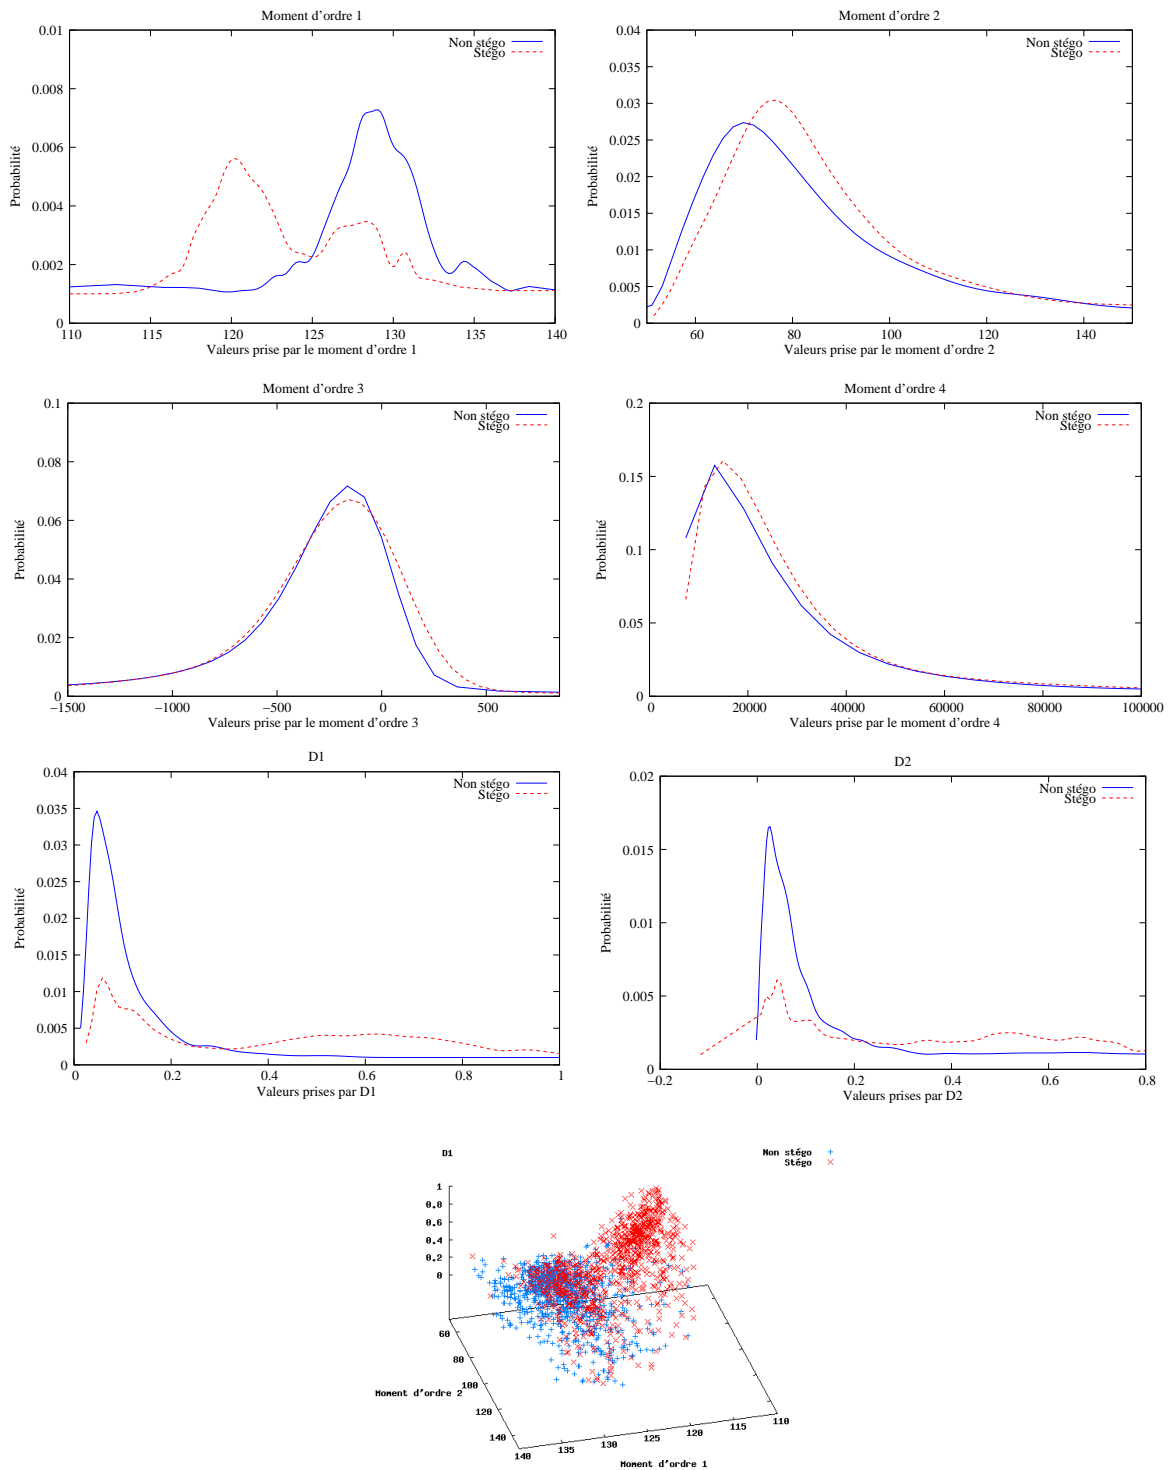 Moment d'ordre 1
0.01
0.008
0.006
0.004
0.002
0
Probabilité
Non stégo
Stégo
110 115 120 125 130 135 140
Valeurs prise par le moment d'ordre 1
Moment d'ordre 2
0.04
0.035
0.03
0.025
0.02
0.015
0.01
0.005
0
Probabilité
Non stégo
Stégo
60 80 100 120 140
Valeurs prise par le moment d'ordre 2
Moment d'ordre 3
0.1
0.08
0.06
0.04
0.02
0
Probabilité
Non stégo
Stégo
−1500 −1000 −500 0 500
Valeurs prise par le moment d'ordre 3
Moment d'ordre 4
0.2
0.15
0.1
0.05
0
Probabilité
Non stégo
Stégo
0 20000 40000 60000 80000 100000
Valeurs prise par le moment d'ordre 4
D1
0.04
0.035
0.03
0.025
0.02
0.015
0.01
0.005
0
Probabilité
Non stégo
Stégo
0 0.2 0.4 0.6 0.8 1
Valeurs prises par D1
D2
0.02
0.015
0.01
0.005
0
Probabilité
Non stégo
Stégo
−0.2 0 0.2 0.4 0.6 0.8
Valeurs prises par D2
D1
Non stégo
Stégo
1
0.8
0.6
0.4
0.2
0
60
80
100
120
140
Moment d'ordre 2
140 135 130 125 120 115 110
Moment d'ordre 1